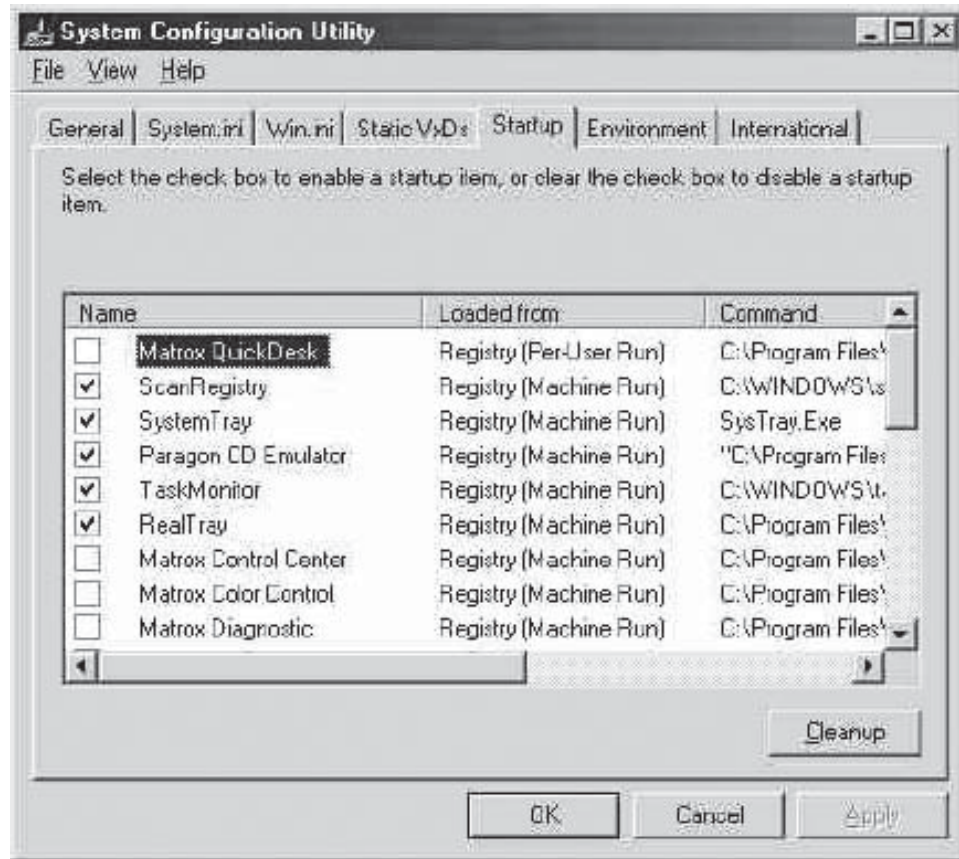 System Configuration Utility
File View Help
General System.ini Win.ini Static VxDs Startup Environment International
Select the check box to enable a startup item, or clear the check box to disable a startup
item.
Name Loaded from Command
Matrox QuickDesk Registry (Per-User Run) C:\Program Files\
ScanRegistry Registry (Machine Run) C:\WINDOWS\s
SystemTray Registry (Machine Run) SysTray.Exe
Paragon CD Emulator Registry (Machine Run) "C:\Program Files
TaskMonitor Registry (Machine Run) C:\WINDOWS\t
RealTray Registry (Machine Run) C:\Program Files\
Matrox Control Center Registry (Machine Run) C:\Program Files\
Matrox Color Control Registry (Machine Run) C:\Program Files\
Matrox Diagnostic Registry (Machine Run) C:\Program Files\
Cleanup
OK Cancel Apply